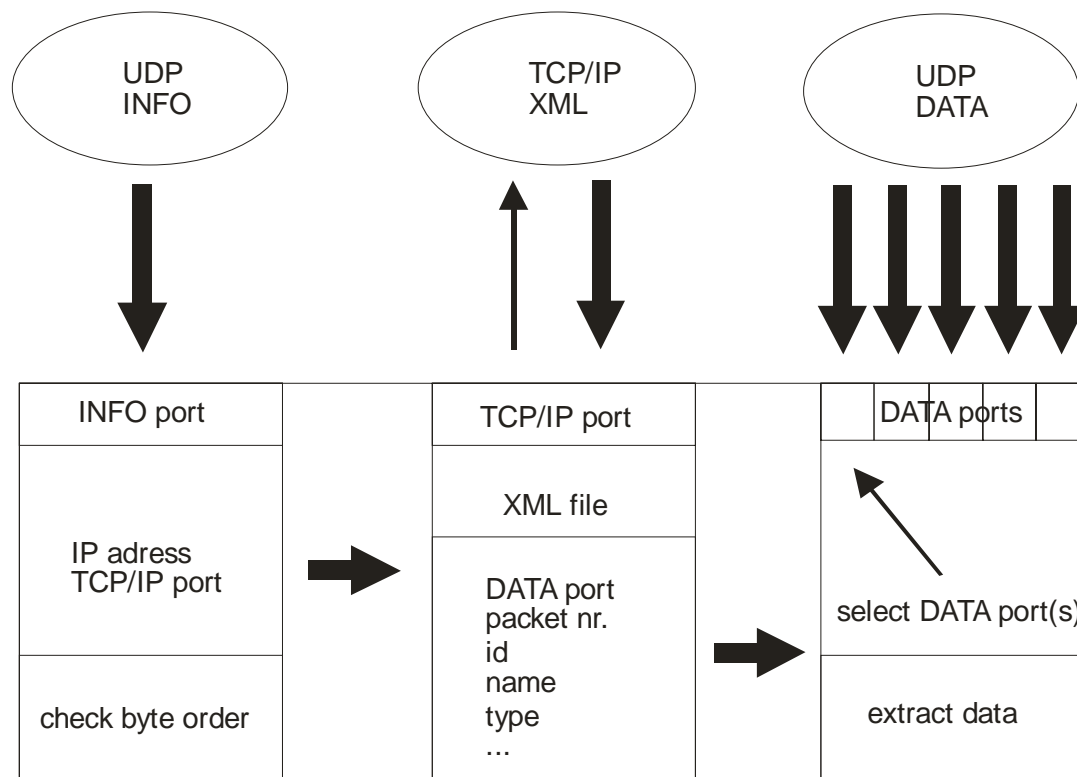 UDP
INFO
TCP/IP
XML
UDP
DATA
INFO port
IP adress
TCP/IP port
check byte order
TCP/IP port
XML file
DATA port
packet nr.
id
name
type
...
DATA ports
select DATA port(s)
extract data